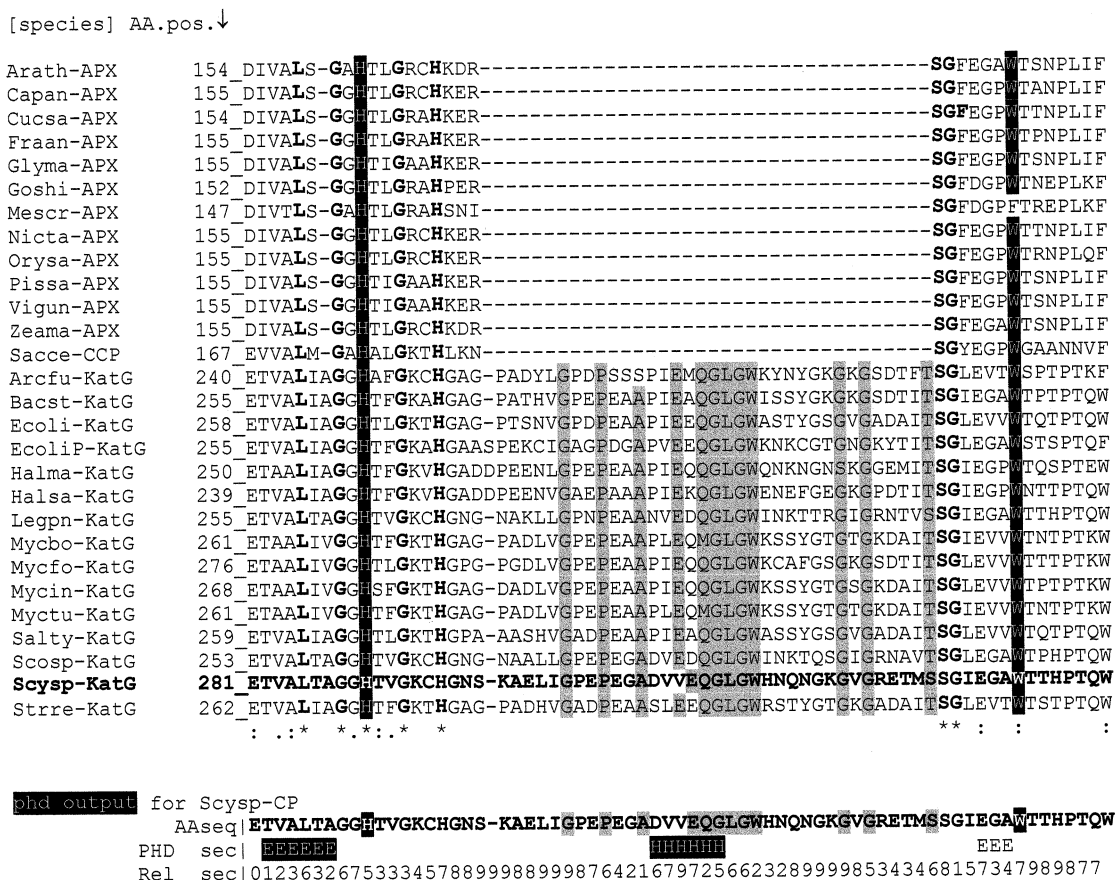 [species] AA.pos.↓
Arath-APX 154_DIVALS-GAHTLGRCHKDR------------------------------------SGFEGAWTSNPLIF
Capan-APX 155_DIVALS-GGHTLGRCHKER------------------------------------SGFEGPWTANPLIF
Cucsa-APX 154_DIVALS-GGHTLGRAHKER------------------------------------SGFEGPWTTNPLIF
Fraan-APX 155_DIVALS-GGHTLGRAHKER------------------------------------SGFEGPWTPNPLIF
Glyma-APX 155_DIVALS-GGHTIGAAHKER------------------------------------SGFEGPWTSNPLIF
Goshi-APX 152_DIVALS-GGHTLGRAHPER------------------------------------SGFDGPWTNEPLKF
Mescr-APX 147_DIVTLS-GAHTLGRAHSNI------------------------------------SGFDGPFTREPLKF
Nicta-APX 155_DIVALS-GGHTLGRAHKER------------------------------------SGFEGPWTTNPLIF
Orysa-APX 155_DIVALS-GGHTLGRCHKER------------------------------------SGFEGPWTRNPLQF
Pissa-APX 155_DIVALS-GGHTIGAAHKER------------------------------------SGFEGPWTSNPLIF
Vigun-APX 155_DIVALS-GGHTIGAAHKER------------------------------------SGFEGPWTSNPLIF
Zeama-APX 155_DIVALS-GGHTLGRCHKDR------------------------------------SGFEGAWTSNPLIF
Sacce-CCP 167_EVVALM-GAHALGKTHLKN------------------------------------SGYEGPWGAANNVF
Arcfu-KatG 240_ETVALIAGGHAFGKCHGAG-PADYLGPDPSSSPIEMQGLGWKYNYGKGKGSDTFTSGLEVTWSPTPTKF
Bacst-KatG 255_ETVALIAGGHTFGKAHGAG-PATHVGPEPEAAPIEAQGLGWISSYGKGKGSDTITSGIEGAWTPTPTQW
Ecoli-KatG 258_ETVALIAGGHTLGKTHGAG-PTSNVGPDPEAAPIEEQGLGWASTYGSGVGADAITSGLEVVWTQTPTQW
EcoliP-KatG 255_ETVALIAGGHTFGKAHGAASPEKCIGAGPDGAPVEEQGLGWKNKCGTGNGKYTITSGLEGAWSTSPTQF
Halma-KatG 250_ETAALIAGGHTFGKVHGADDPEENLGPEPEAAPIEQQGLGWQNKNGNSKGGEMITSGIEGPWTQSPTEW
Halsa-KatG 239_ETVALIAGGHTFGKVHGADDPEENVGAEPAAAPIEKQGLGWENEFGEGKGPDTITSGIEGPWNTTPTQW
Legpn-KatG 255_ETVALTAGGHTVGKCHGNG-NAKLLGPNPEAANVEDQGLGWINKTTRGIGRNTVSSGIEGAWTTHPTQW
Mycbo-KatG 261_ETAALIVGGHTFGKTHGAG-PADLVGPEPEAAPLEQMGLGWKSSYGTGTGKDAITSGIEVVWTNTPTKW
Mycfo-KatG 276_ETAALIVGGHTLGKTHGPG-PGDLVGPEPEAAPIEQQGLGWKCAFGSGKGSDTITSGLEVVWTTTPTKW
Mycin-KatG 268_ETAALIVGGHSFGKTHGAG-DADLVGPEPEAAPIEQQGLGWKSSYGTGSGKDAITSGLEVVWTPTPTKW
Myctu-KatG 261_ETAALIVGGHTFGKTHGAG-PADLVGPEPEAAPLEQMGLGWKSSYGTGTGKDAITSGIEVVWTNTPTKW
Salty-KatG 259_ETVALIAGGHTLGKTHGPA-AASHVGADPEAAPIEAQGLGWASSYGSGVGADAITSGLEVVWTQTPTQW
Scosp-KatG 253_ETVALTAGGHTVGKCHGNG-NAALLGPEPEGADVEDQGLGWINKTQSGIGRNAVTSGLEGAWTPHPTQW
Scysp-KatG 281_ETVALTAGGHTVGKCHGNS-KAELIGPEPEGADVVEQGLGWHNQNGKGVGRETMSSGIEGAWTTHPTQW
Strre-KatG 262_ETVALIAGGHTFGKTHGAG-PADHVGADPEAASLEEQGLGWRSTYGTGKGADAITSGLEVTWTSTPTQW
: .:* *.*:. * * ** : : :
phd output for Scysp-CP
AAseq|ETVALTAGGHTVGKCHGNS-KAELIGPEPEGADVVEQGLGWHNQNGKGVGRETMSSGIEGAWTTHPTQW
PHD sec| EEEEEE HHHHHH EEE
Rel sec|0123632675333457889998899998764216797256623289999985343468153479898​77